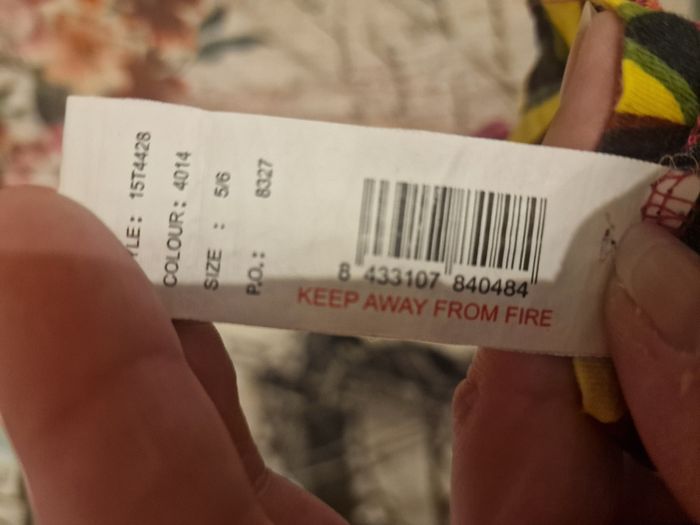 YLE: 15T4428
COLOUR: 4014
SIZE : 5/6
P.O.: 8327
8 433107 840484
KEEP AWAY FROM FIRE